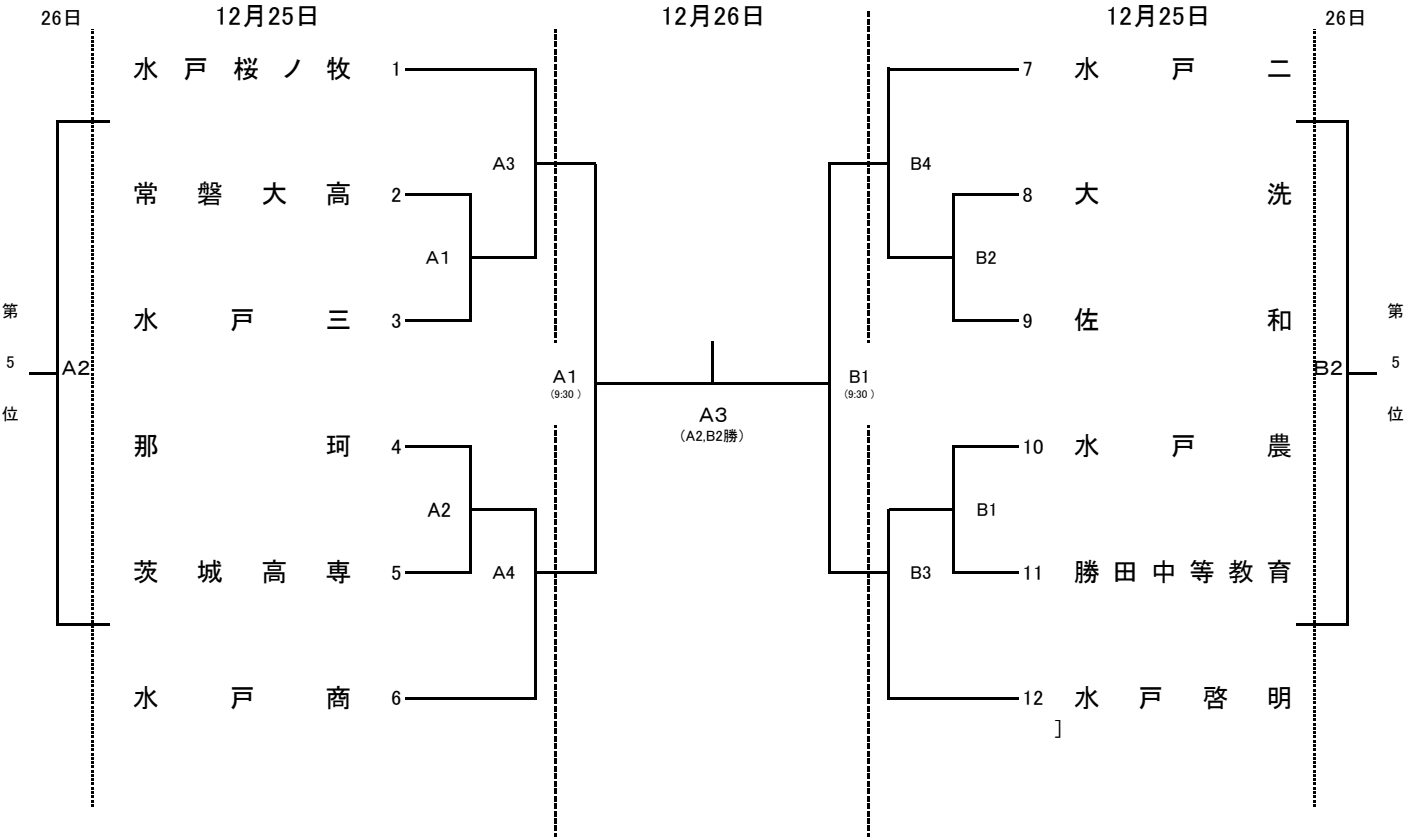 26日 12月25日 12月26日 12月25日 26日
水戸桜ノ牧 1 7 水戸二
A3 B4
常磐大高 2 8 大洗
A1 B2
水戸三 3 9 佐和
第5位 A2 A1 B1 B2 第5位
(9:30 ) (9:30 )
A3
(A2,B2勝)
那珂 4 10 水戸農
A2 B1
茨城高専 5 A4 B3 11 勝田中等教育
水戸商 6 12 水戸啓明
]